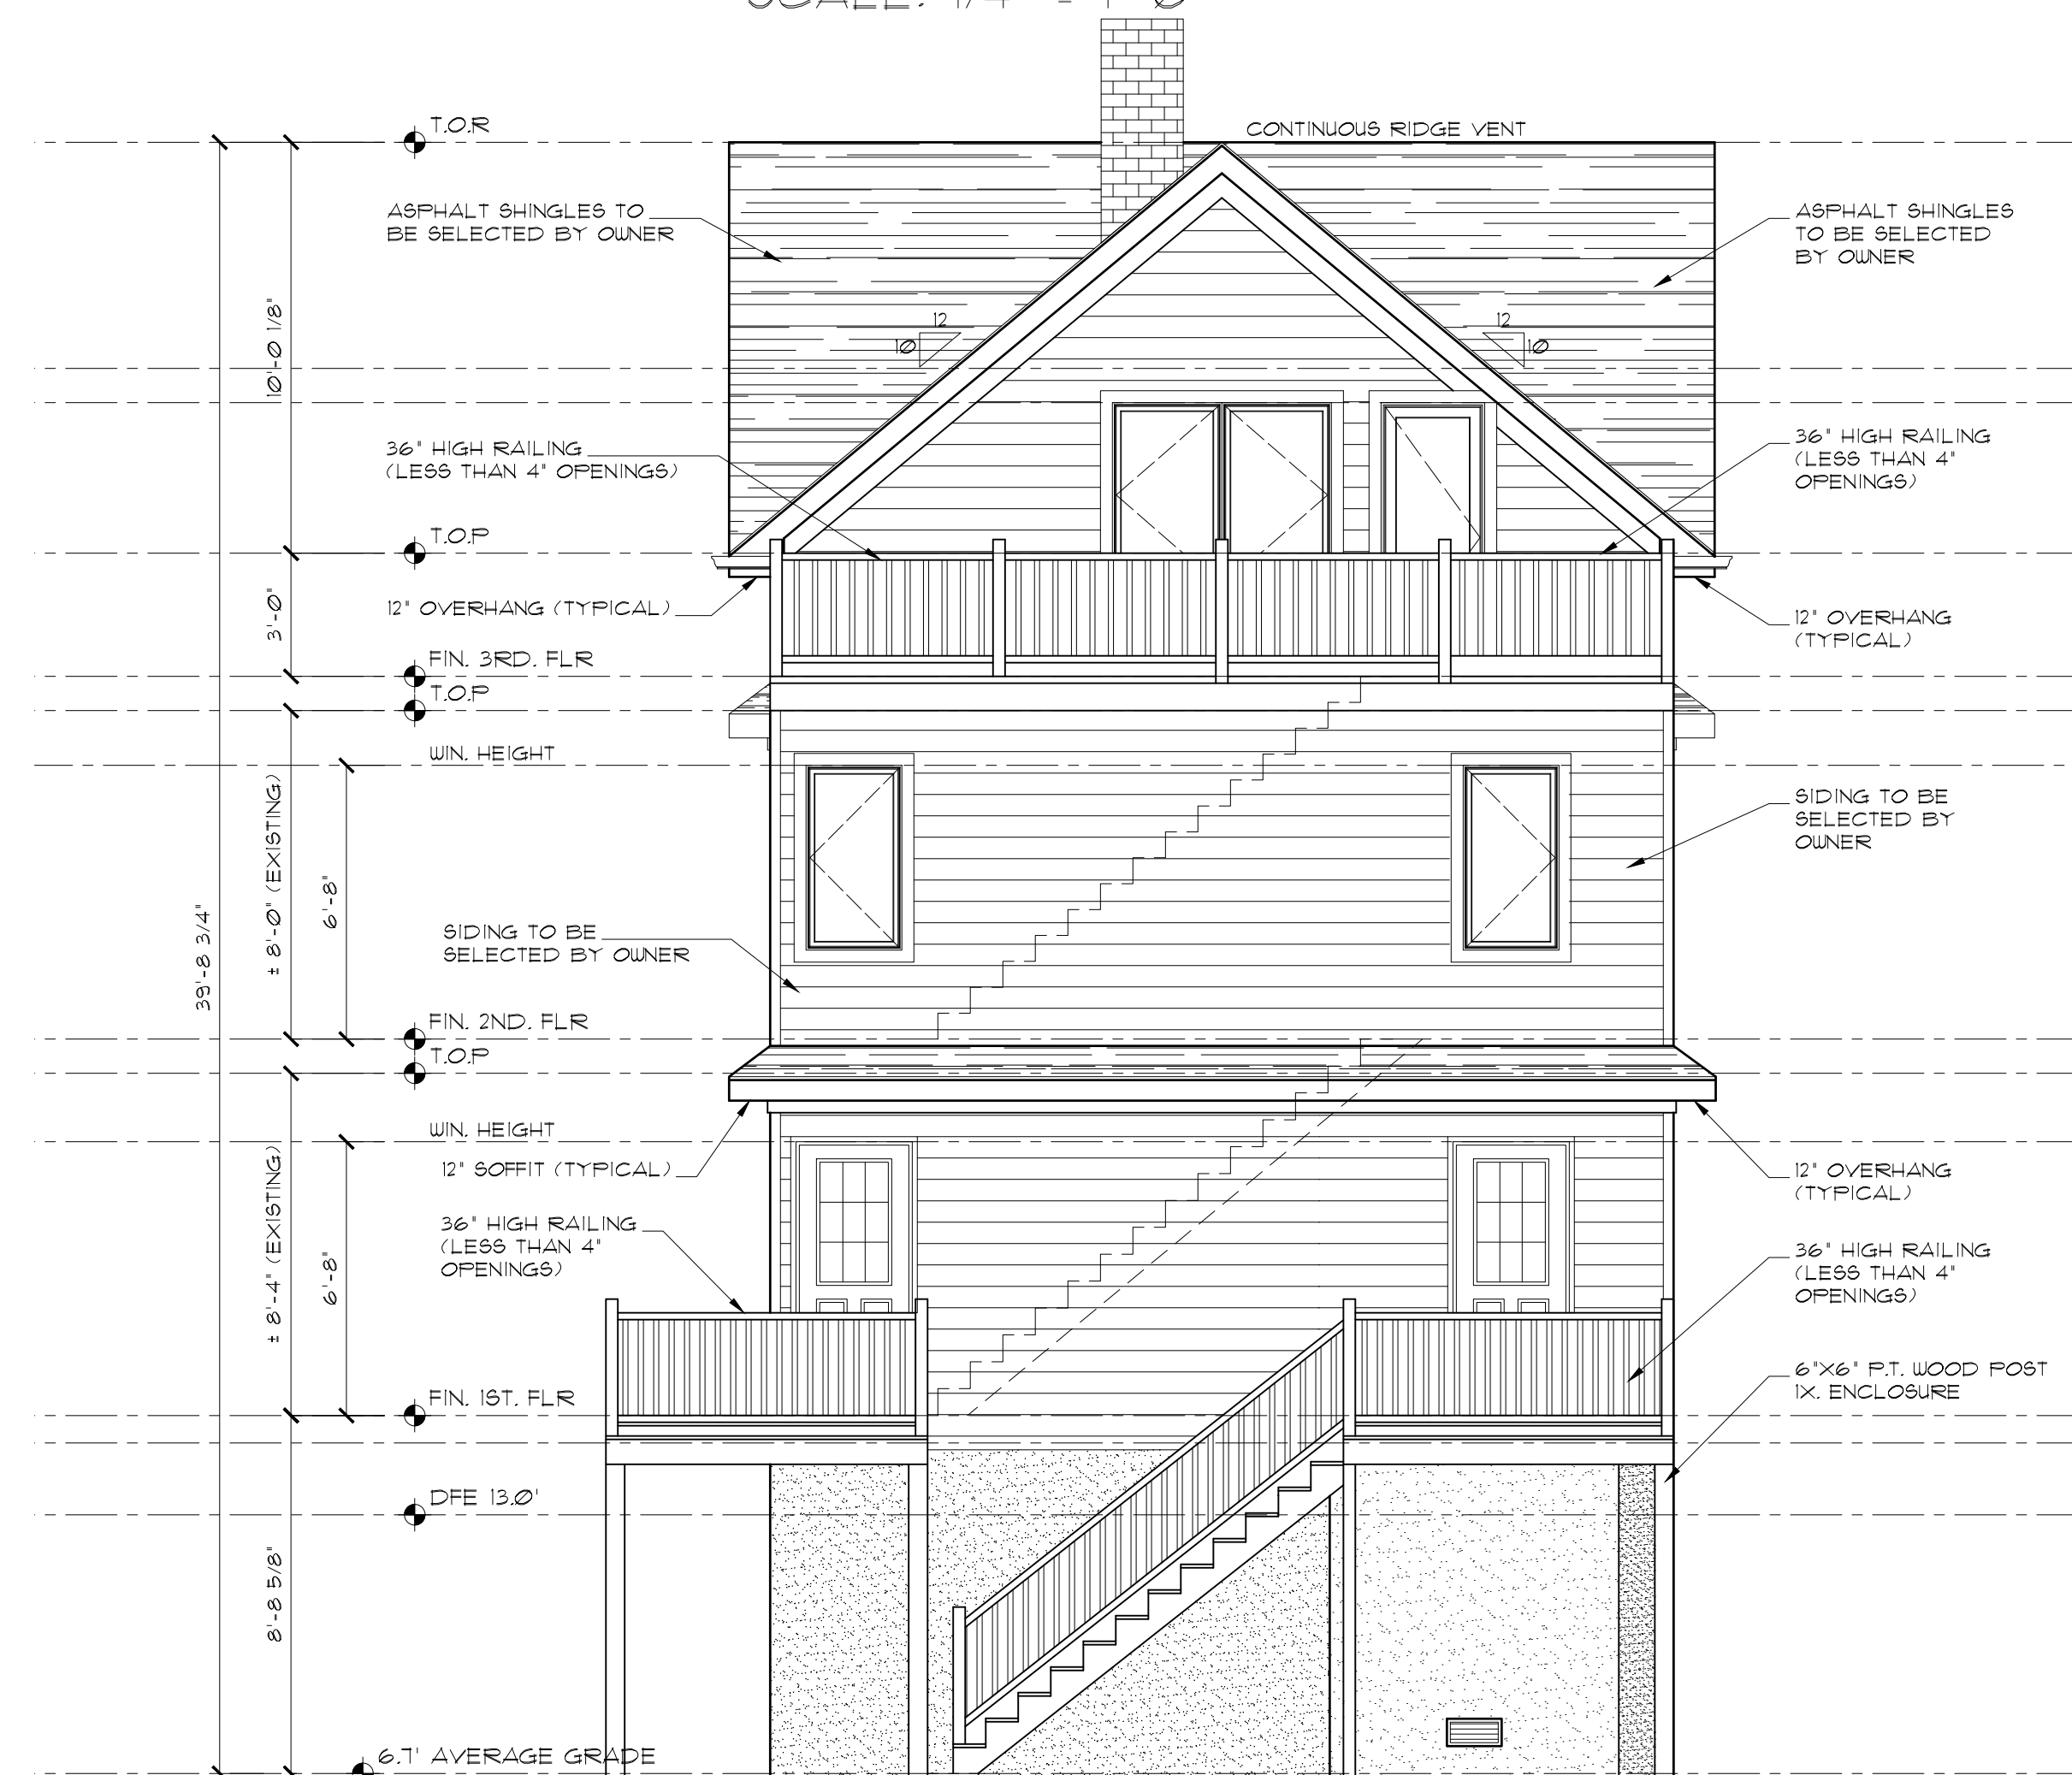 T.O.R
CONTINUOUS RIDGE VENT
ASPHALT SHINGLES TO
BE SELECTED BY OWNER
ASPHALT SHINGLES
TO BE SELECTED
BY OWNER
10'-0 1/8"
12
10
12
10
36" HIGH RAILING
(LESS THAN 4" OPENINGS)
36" HIGH RAILING
(LESS THAN 4"
OPENINGS)
T.O.P
3'-0"
12" OVERHANG (TYPICAL)
12" OVERHANG
(TYPICAL)
FIN. 3RD. FLR
T.O.P
WIN. HEIGHT
± 8'-0" (EXISTING)
6'-8"
39'-8 3/4"
SIDING TO BE
SELECTED BY
OWNER
SIDING TO BE
SELECTED BY OWNER
FIN. 2ND. FLR
T.O.P
WIN. HEIGHT
12" SOFFIT (TYPICAL)
12" OVERHANG
(TYPICAL)
± 8'-4" (EXISTING)
6'-8"
36" HIGH RAILING
(LESS THAN 4"
OPENINGS)
36" HIGH RAILING
(LESS THAN 4"
OPENINGS)
6"X6" P.T. WOOD POST
1X. ENCLOSURE
FIN. 1ST. FLR
DFE 13.0'
8'-8 5/8"
6.7' AVERAGE GRADE